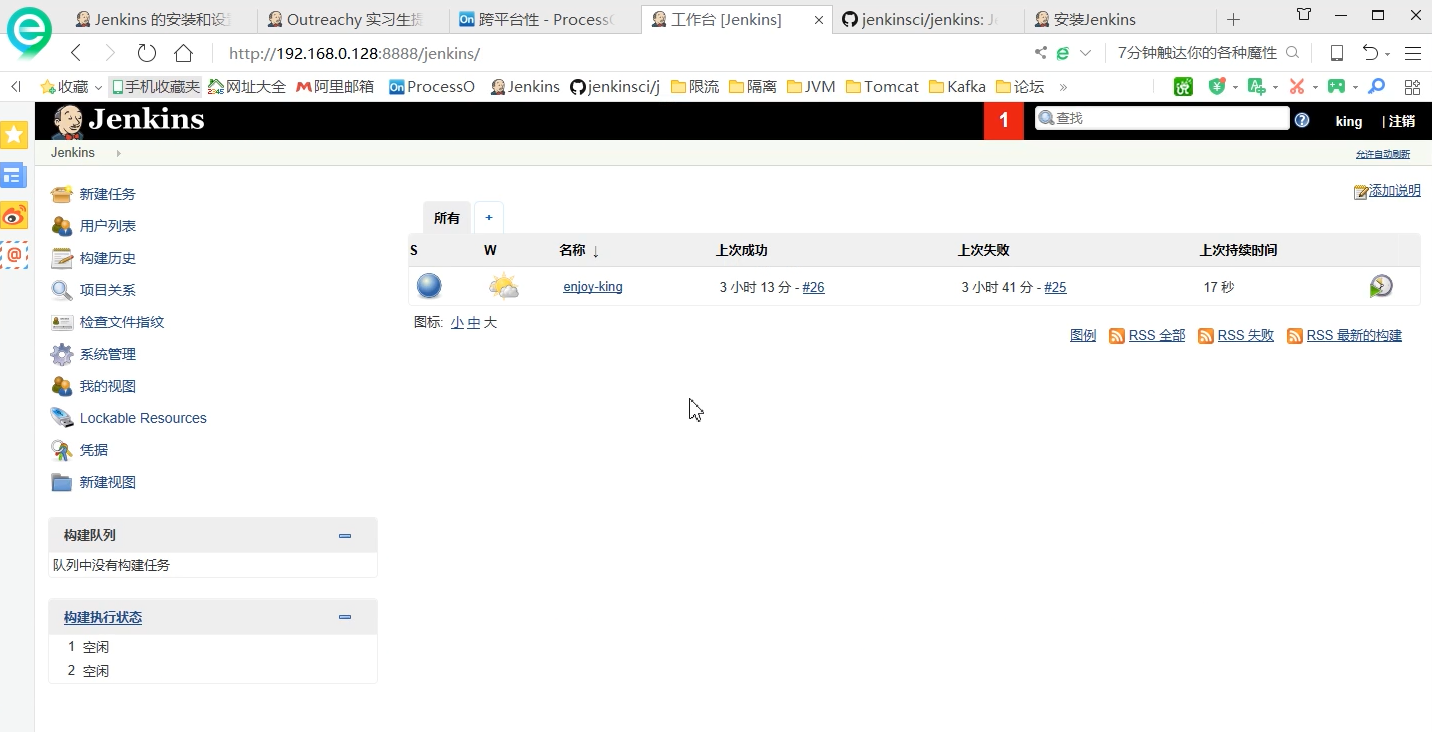 Jenkins 的安装和设
Outreachy 实习生提
On 跨平台性 - Process
工作台 [Jenkins]
jenkinsci/jenkins: J
安装Jenkins
http://192.168.0.128:8888/jenkins/
7分钟触达你的各种魔性
收藏
手机收藏夹
网址大全
阿里邮箱
On ProcessO
Jenkins
jenkinsci/j
限流
隔离
JVM
Tomcat
Kafka
论坛
Jenkins
1
查找
king
| 注销
Jenkins
允许自动刷新
新建任务
用户列表
构建历史
项目关系
检查文件指纹
系统管理
我的视图
Lockable Resources
凭据
新建视图
构建队列
队列中没有构建任务
构建执行状态
1 空闲
2 空闲
添加说明
所有 +
S W 名称 ↓ 上次成功 上次失败 上次持续时间
enjoy-king 3 小时 13 分 - #26 3 小时 41 分 - #25 17 秒
图标: 小 中 大
图例 RSS 全部 RSS 失败 RSS 最新的构建